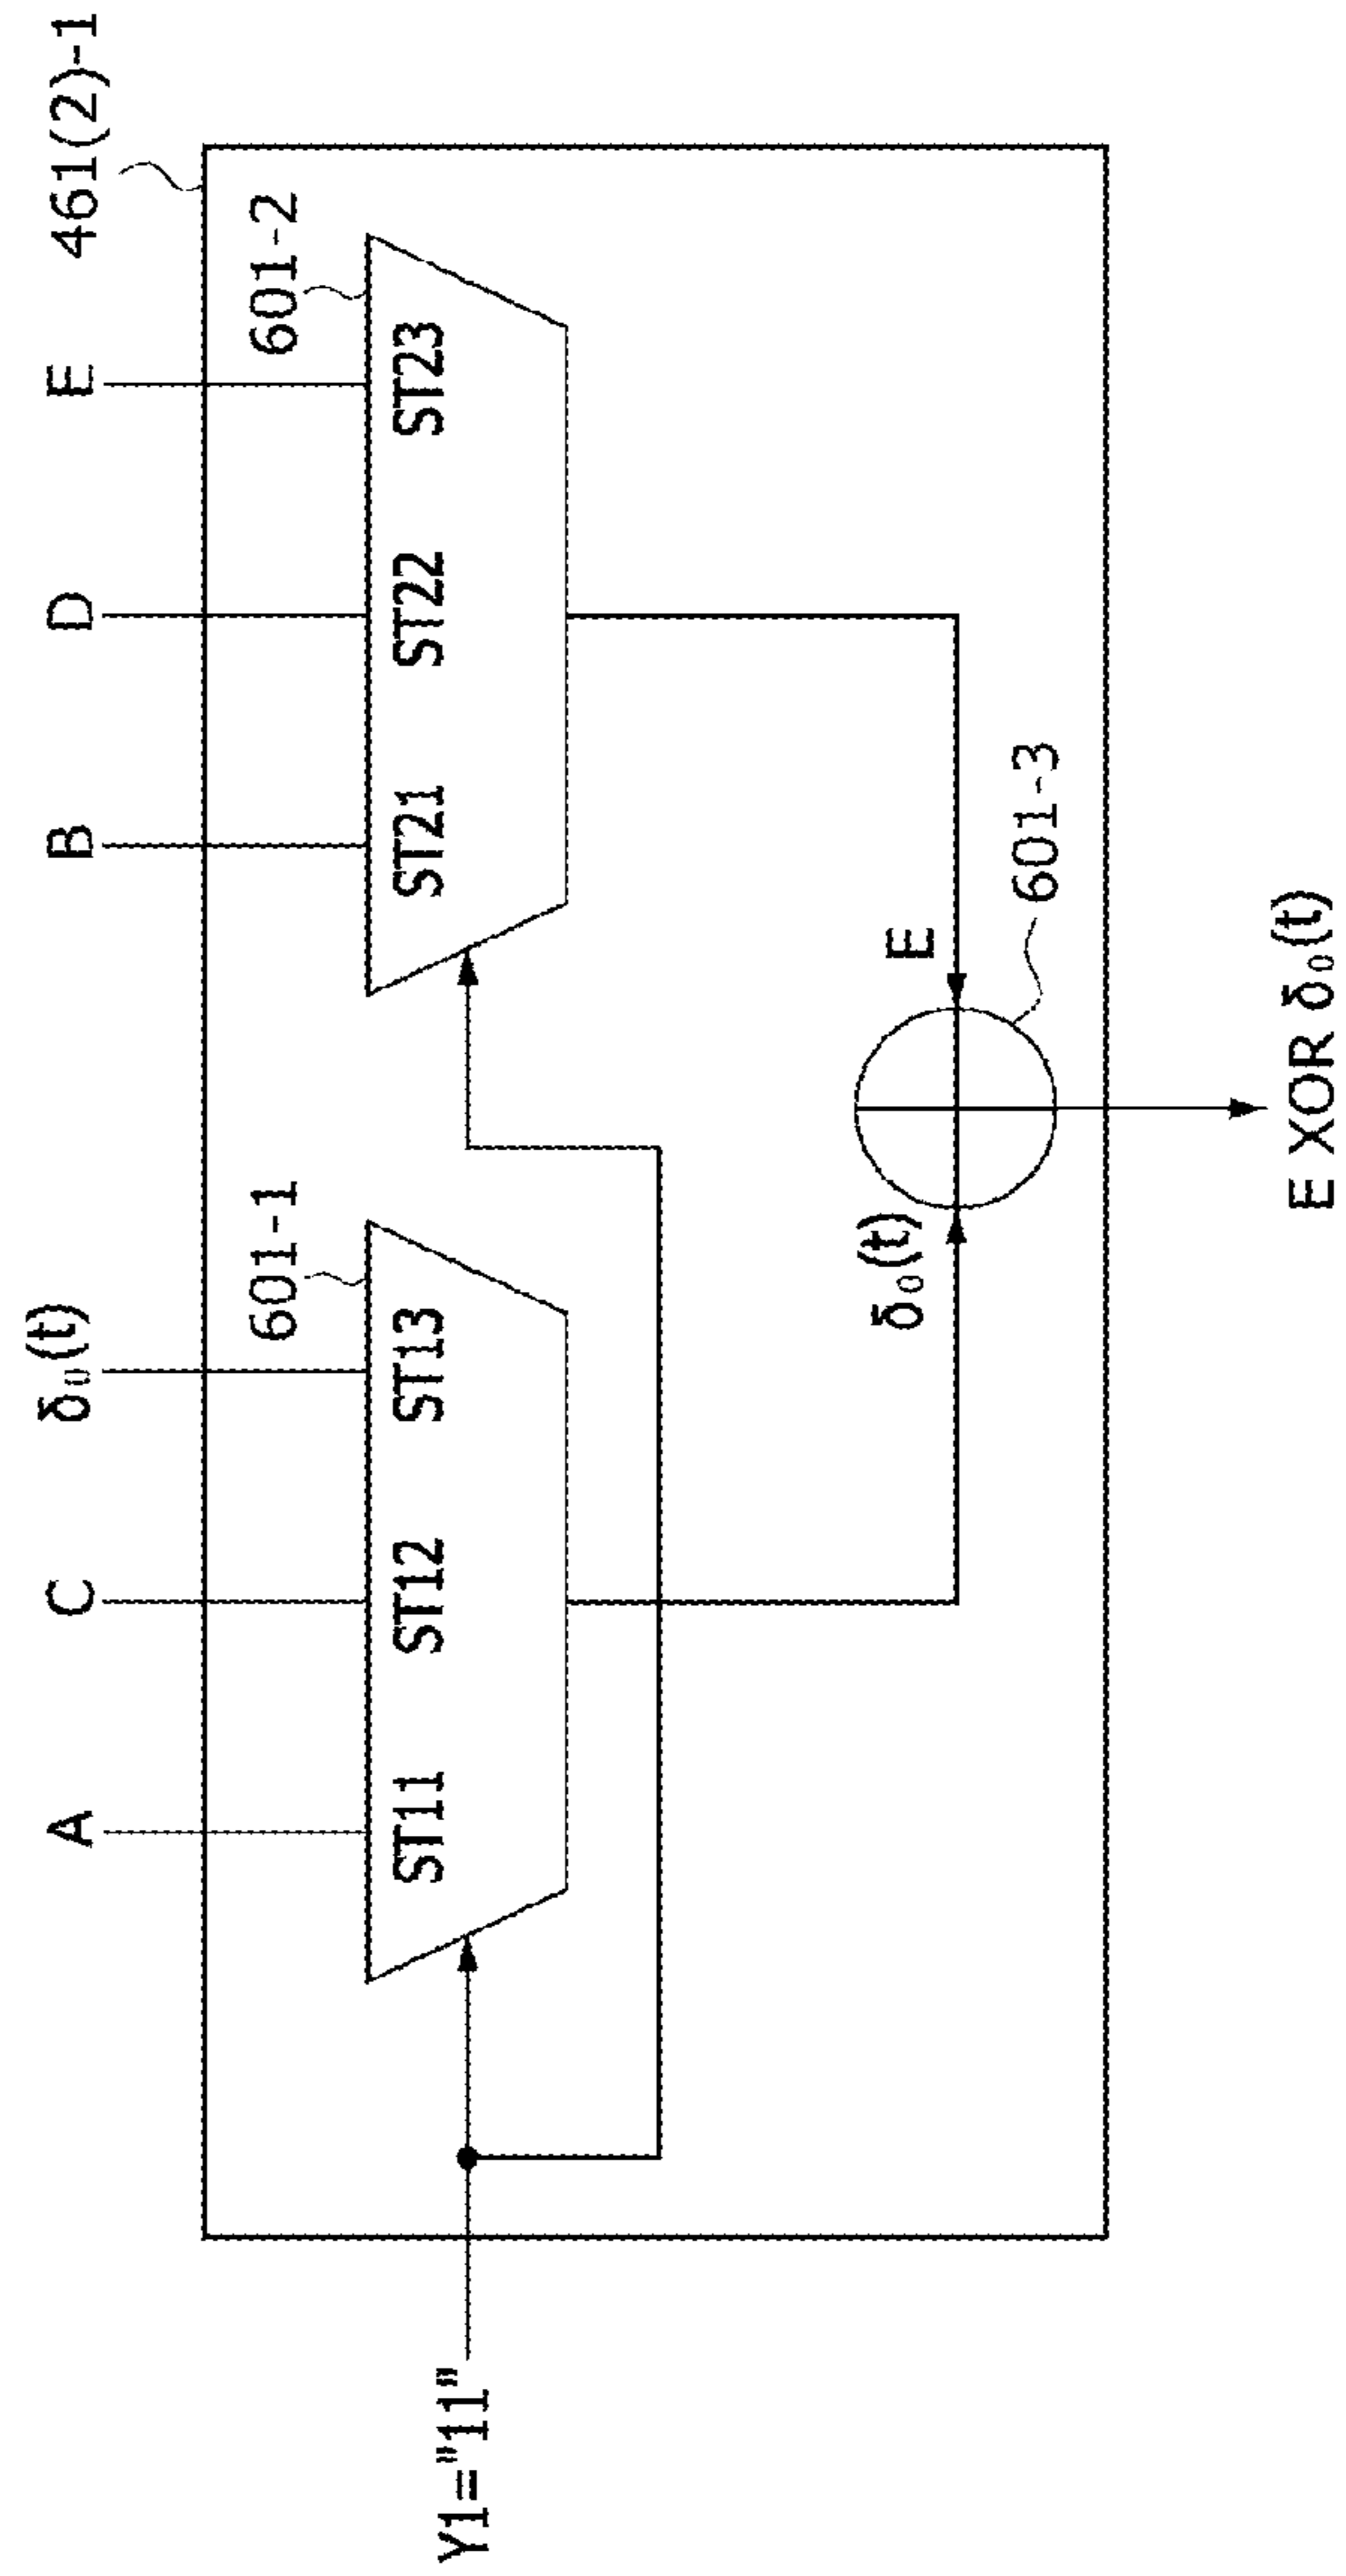 461(2)-1
A
C
δ₀(t)
B
D
E
601-1
601-2
ST11
ST12
ST13
ST21
ST22
ST23
Y1="11"
δ₀(t)
E
601-3
E XOR δ₀(t)